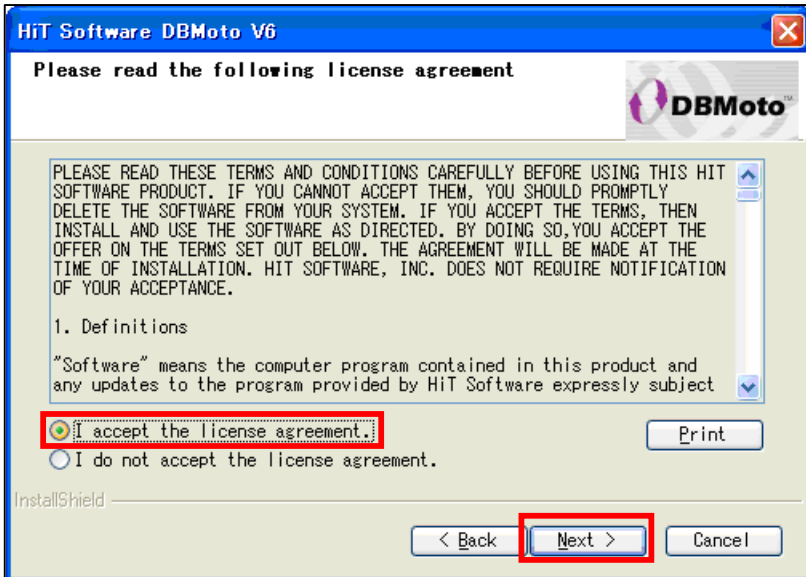 HiT Software DBMoto V6
Please read the following license agreement
DBMoto™
PLEASE READ THESE TERMS AND CONDITIONS CAREFULLY BEFORE USING THIS HIT
SOFTWARE PRODUCT. IF YOU CANNOT ACCEPT THEM, YOU SHOULD PROMPTLY
DELETE THE SOFTWARE FROM YOUR SYSTEM. IF YOU ACCEPT THE TERMS, THEN
INSTALL AND USE THE SOFTWARE AS DIRECTED. BY DOING SO,YOU ACCEPT THE
OFFER ON THE TERMS SET OUT BELOW. THE AGREEMENT WILL BE MADE AT THE
TIME OF INSTALLATION. HIT SOFTWARE, INC. DOES NOT REQUIRE NOTIFICATION
OF YOUR ACCEPTANCE.
1. Definitions
"Software" means the computer program contained in this product and
any updates to the program provided by HiT Software expressly subject
I accept the license agreement.
Print
I do not accept the license agreement.
InstallShield
< Back
Next >
Cancel